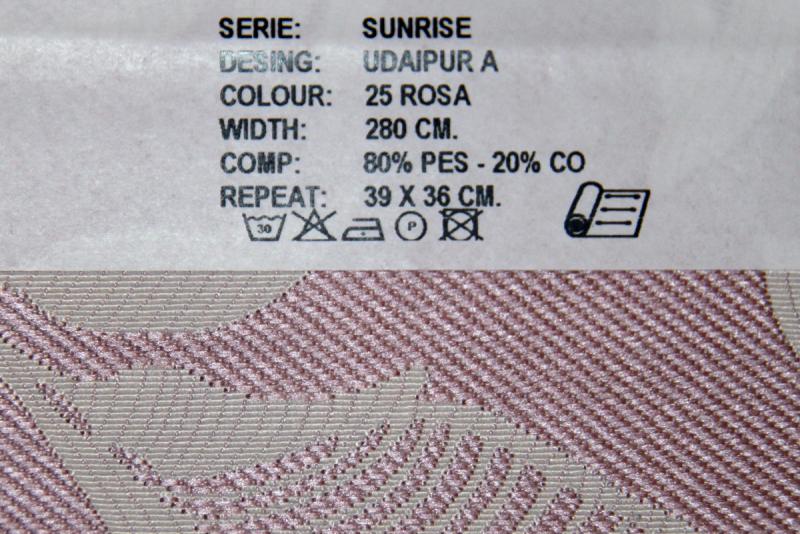 SERIE: SUNRISE
DESING: UDAIPUR A
COLOUR: 25 ROSA
WIDTH: 280 CM.
COMP: 80% PES - 20% CO
REPEAT: 39 X 36 CM.
30 P